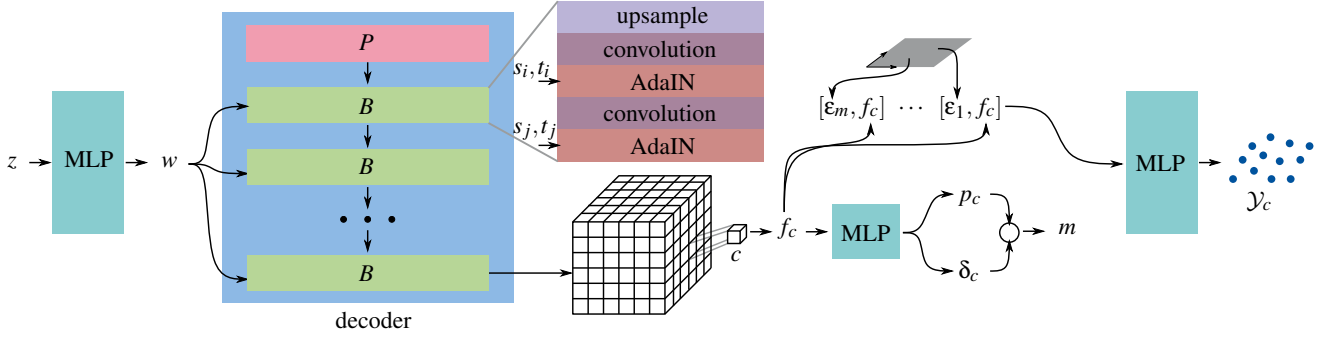 z
MLP
w
P
B
B
• • •
B
decoder
upsample
convolution
AdaIN
convolution
AdaIN
s_i, t_i
s_j, t_j
c
f_c
[ε_m, f_c] ⋯ [ε_1, f_c]
MLP
p_c
δ_c
m
MLP
𝒴_c